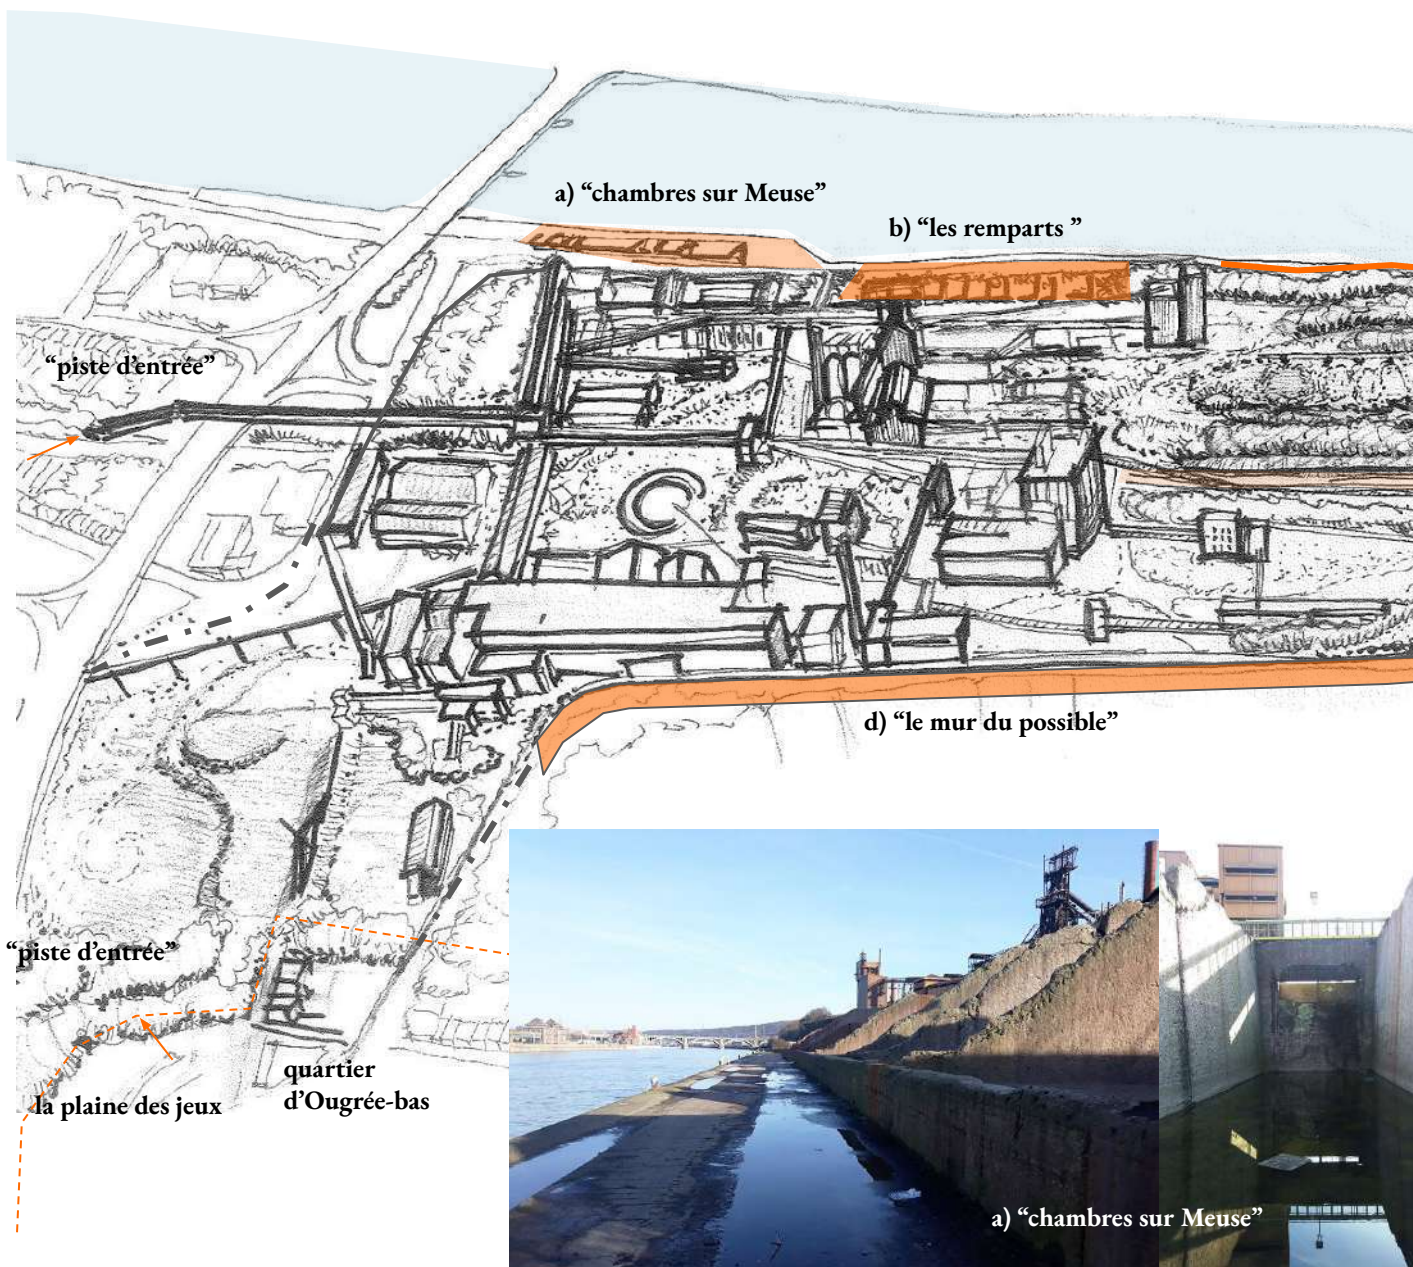 a) “chambres sur Meuse”
b) “les remparts ”
“piste d’entrée”
d) “le mur du possible”
“piste d’entrée”
quartier
d’Ougrée-bas
la plaine des jeux
a) “chambres sur Meuse”